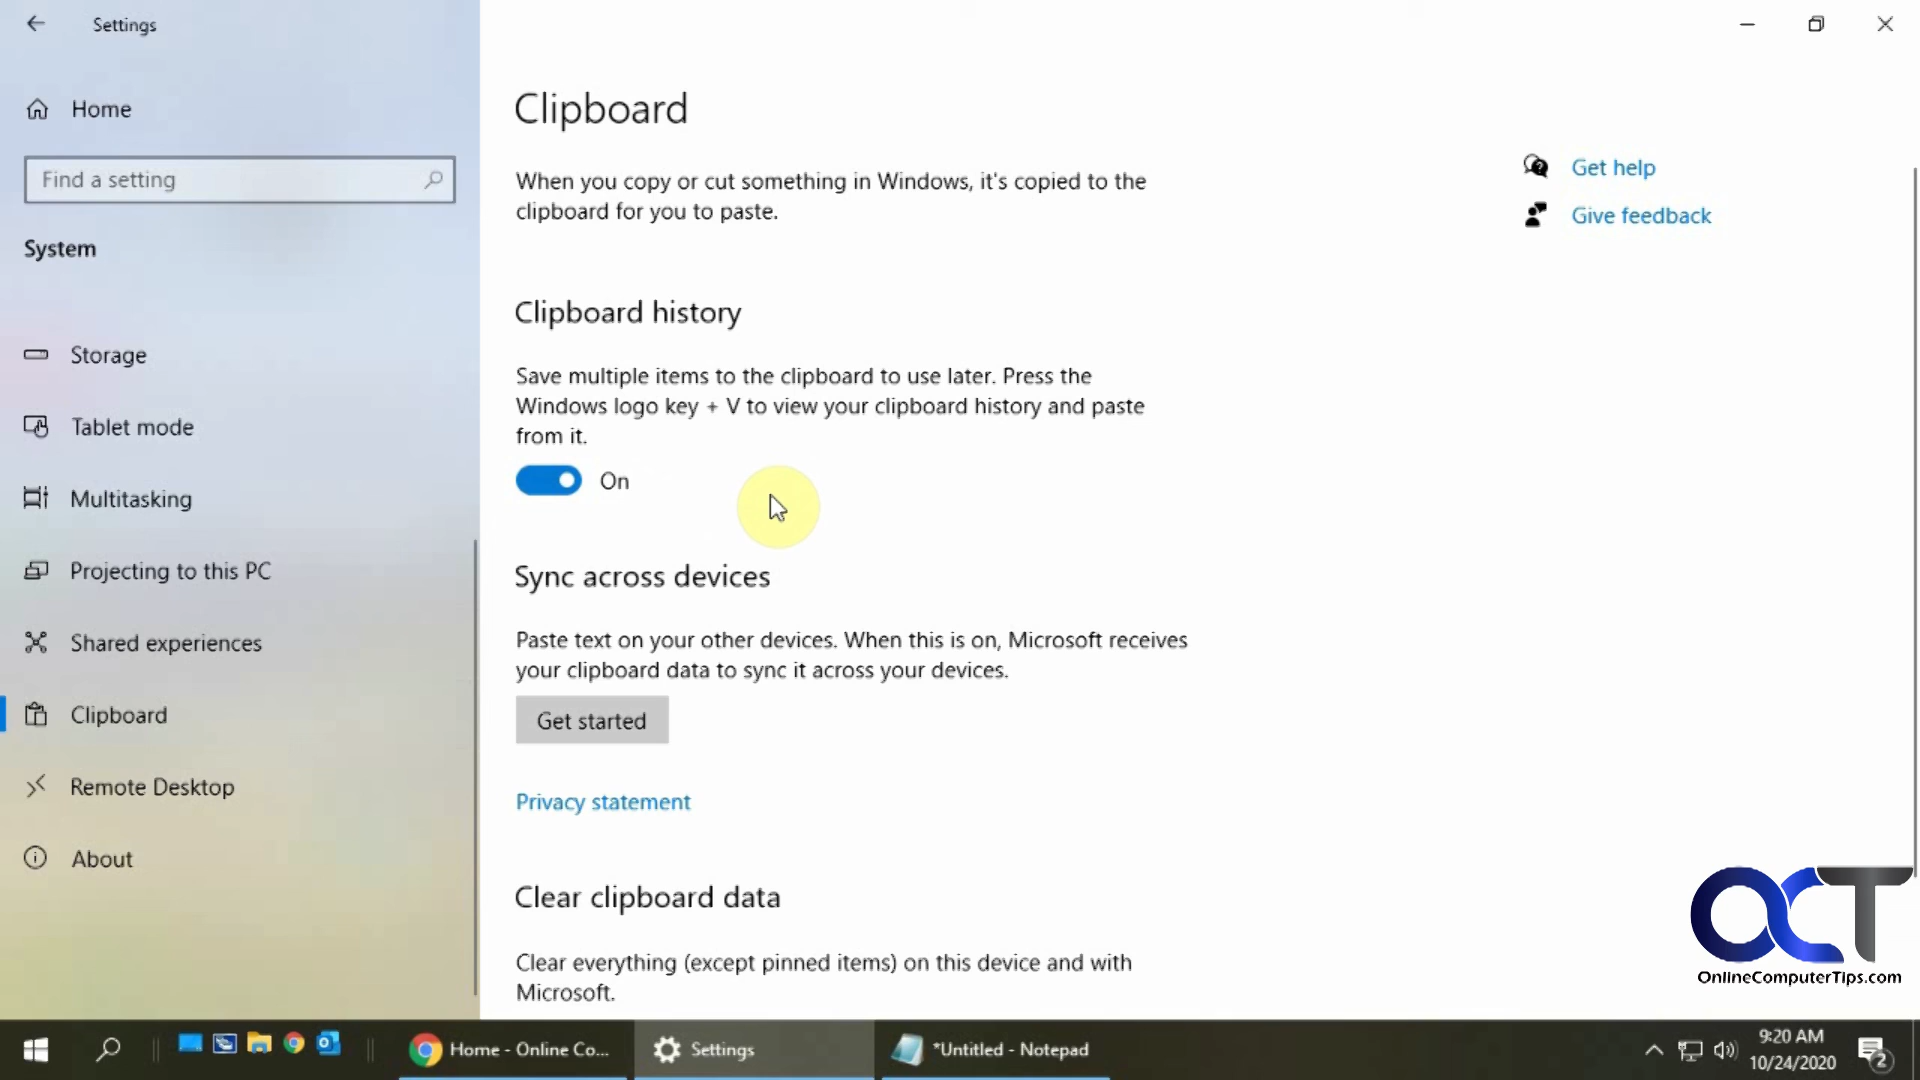 Settings
Home
Find a setting
System
Storage
Tablet mode
Multitasking
Projecting to this PC
Shared experiences
Clipboard
Remote Desktop
About
Clipboard
When you copy or cut something in Windows, it's copied to the
clipboard for you to paste.
Clipboard history
Save multiple items to the clipboard to use later. Press the
Windows logo key + V to view your clipboard history and paste
from it.
On
Sync across devices
Paste text on your other devices. When this is on, Microsoft receives
your clipboard data to sync it across your devices.
Get started
Privacy statement
Clear clipboard data
Clear everything (except pinned items) on this device and with
Microsoft.
Get help
Give feedback
OCT
OnlineComputerTips.com
Home - Online Co...
Settings
*Untitled - Notepad
9:20 AM
10/24/2020
2